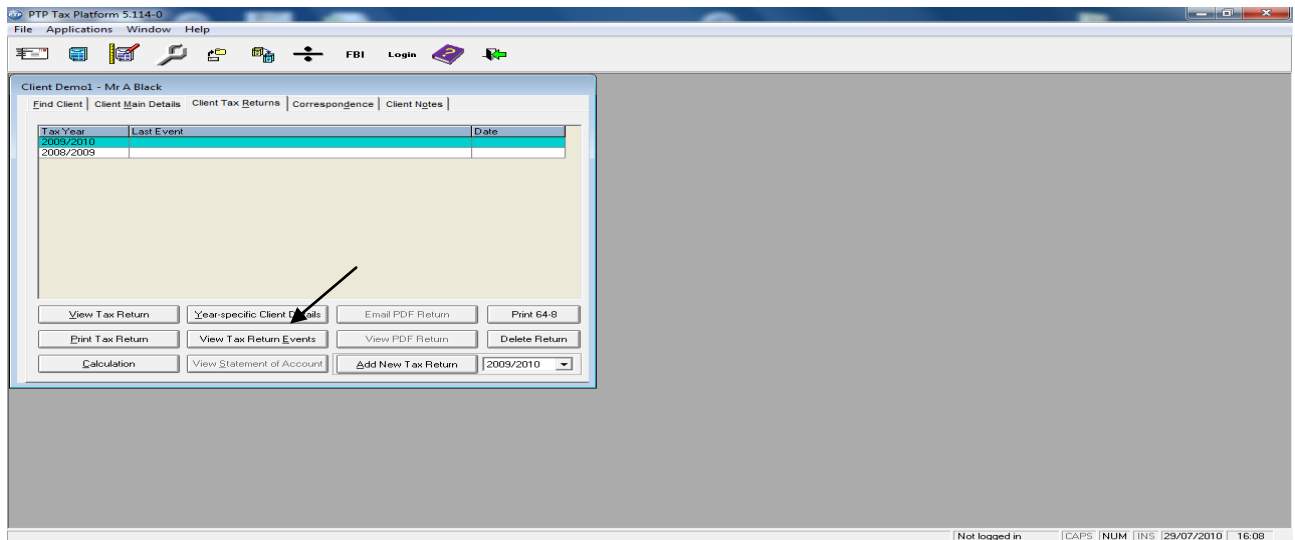 PTP Tax Platform 5.114-0
File Applications Window Help
FBI Login
Client Demo1 - Mr A Black
Find Client Client Main Details Client Tax Returns Correspondence Client Notes
Tax Year Last Event Date
2009/2010
2008/2009
View Tax Return Year-specific Client Details Email PDF Return Print 64-8
Print Tax Return View Tax Return Events View PDF Return Delete Return
Calculation View Statement of Account Add New Tax Return 2009/2010
Not logged in CAPS NUM INS 29/07/2010 16:08